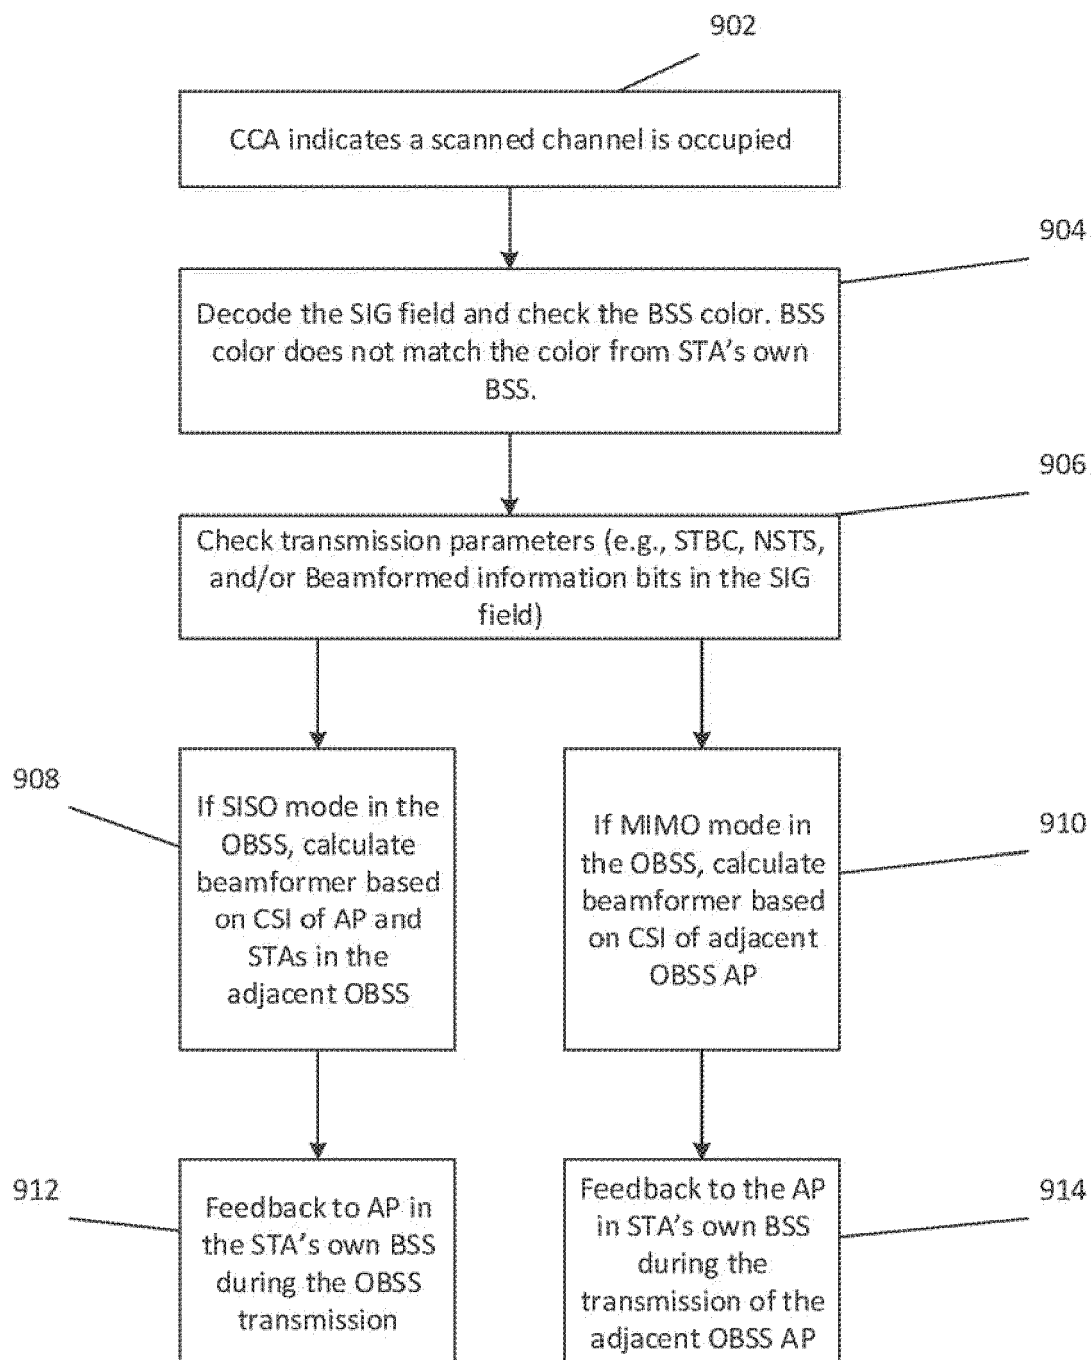 902
CCA indicates a scanned channel is occupied
904
Decode the SIG field and check the BSS color. BSS
color does not match the color from STA's own
BSS.
906
Check transmission parameters (e.g., STBC, NSTS,
and/or Beamformed information bits in the SIG
field)
908
If SISO mode in the
OBSS, calculate
beamformer based
on CSI of AP and
STAs in the
adjacent OBSS
910
If MIMO mode in
the OBSS, calculate
beamformer based
on CSI of adjacent
OBSS AP
912
Feedback to AP in
the STA's own BSS
during the OBSS
transmission
914
Feedback to the AP
in STA's own BSS
during the
transmission of the
adjacent OBSS AP